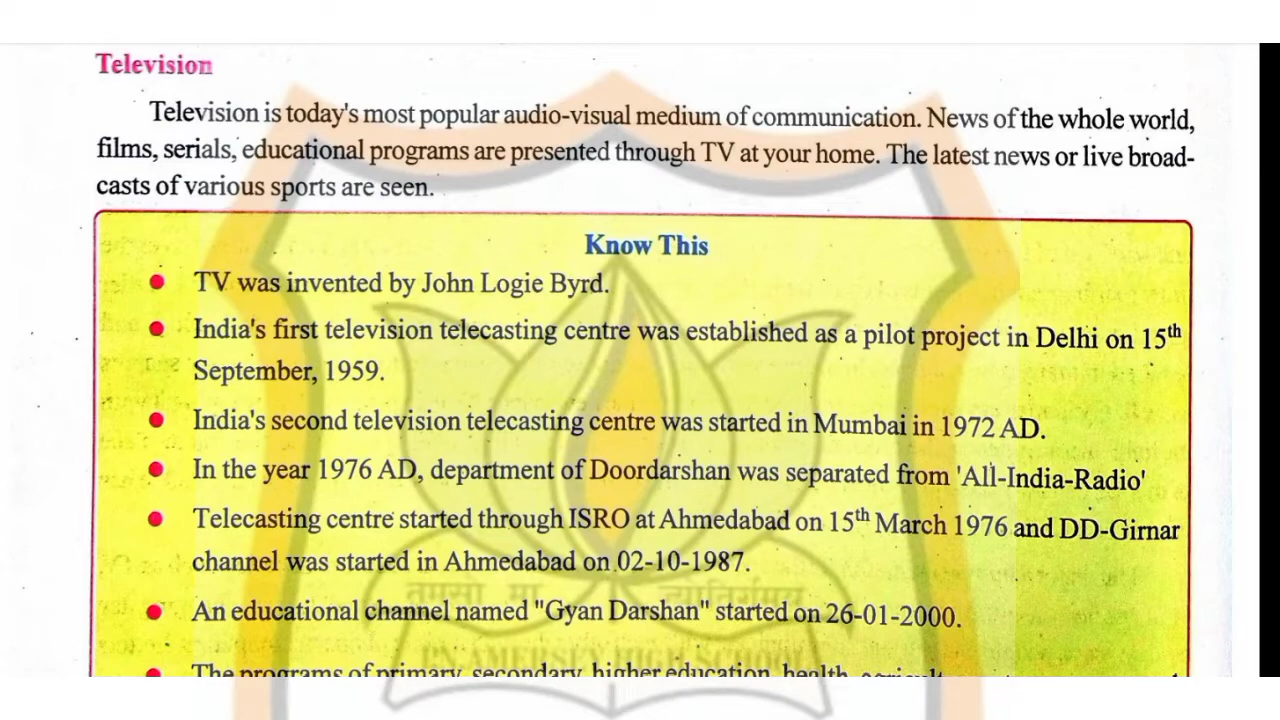 Television
Television is today's most popular audio-visual medium of communication. News of the whole world,
films, serials, educational programs are presented through TV at your home. The latest news or live broad-
casts of various sports are seen.
Know This
TV was invented by John Logie Byrd.
India's first television telecasting centre was established as a pilot project in Delhi on 15th
September, 1959.
India's second television telecasting centre was started in Mumbai in 1972 AD.
In the year 1976 AD, department of Doordarshan was separated from 'All-India-Radio'
Telecasting centre started through ISRO at Ahmedabad on 15th March 1976 and DD-Girnar
channel was started in Ahmedabad on 02-10-1987.
तमसो मा ज्योतिर्गमय
An educational channel named "Gyan Darshan" started on 26-01-2000.
HIGH SCHOOL
The programs of primary, secondary, higher education, health,